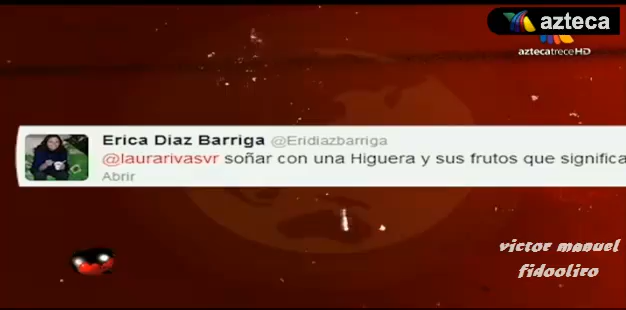 azteca
aztecatreceHD
Erica Diaz Barriga @Eridiazbarriga
@laurarivasvr soñar con una Higuera y sus frutos que significa
Abrir
victor manuel
fidooliro